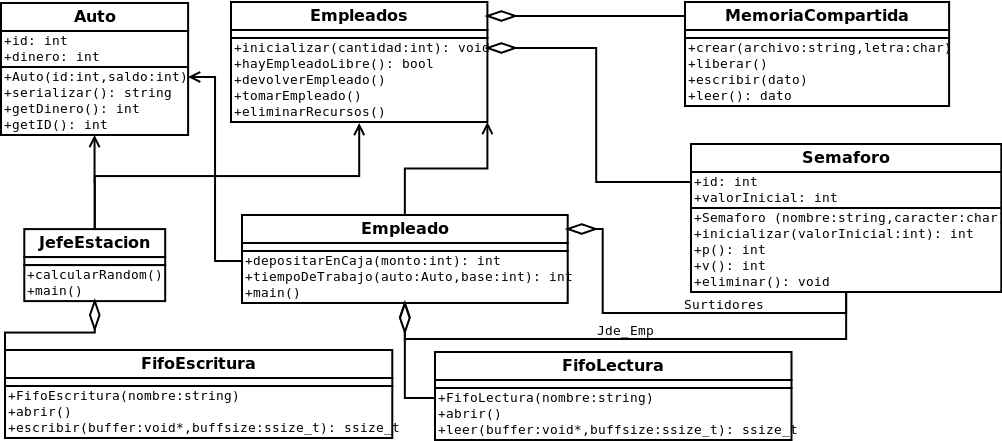 Auto
+id: int
+dinero: int
+Auto(id:int,saldo:int)
+serializar(): string
+getDinero(): int
+getID(): int
Empleados
+inicializar(cantidad:int): void
+hayEmpleadoLibre(): bool
+devolverEmpleado()
+tomarEmpleado()
+eliminarRecursos()
MemoriaCompartida
+crear(archivo:string,letra:char)
+liberar()
+escribir(dato)
+leer(): dato
Semaforo
+id: int
+valorInicial: int
+Semaforo (nombre:string,caracter:char
+inicializar(valorInicial:int): int
+p(): int
+v(): int
+eliminar(): void
JefeEstacion
+calcularRandom()
+main()
Empleado
+depositarEnCaja(monto:int): int
+tiempoDeTrabajo(auto:Auto,base:int): int
+main()
Surtidores
Jde_Emp
FifoEscritura
+FifoEscritura(nombre:string)
+abrir()
+escribir(buffer:void*,buffsize:ssize_t): ssize_t
FifoLectura
+FifoLectura(nombre:string)
+abrir()
+leer(buffer:void*,buffsize:ssize_t): ssize_t